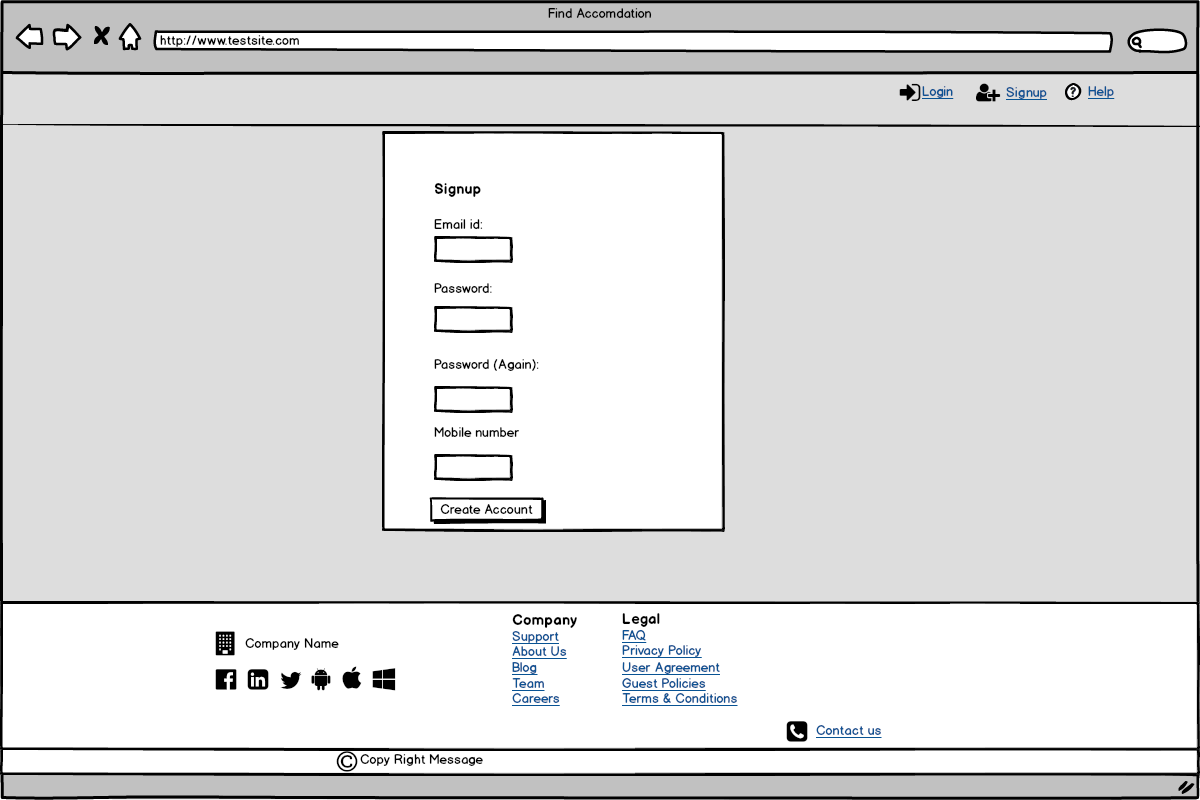 Find Accomdation
http://www.testsite.com
Login Signup Help
Signup
Email id:
Password:
Password (Again):
Mobile number
Create Account
Company Name
Company
Support
About Us
Blog
Team
Careers
Legal
FAQ
Privacy Policy
User Agreement
Guest Policies
Terms & Conditions
Contact us
© Copy Right Message